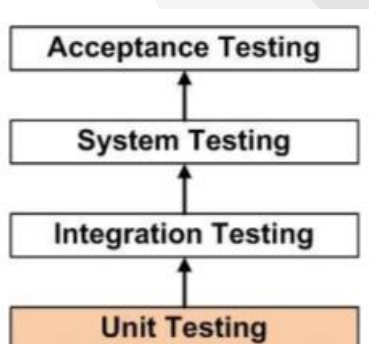 Acceptance Testing
System Testing
Integration Testing
Unit Testing